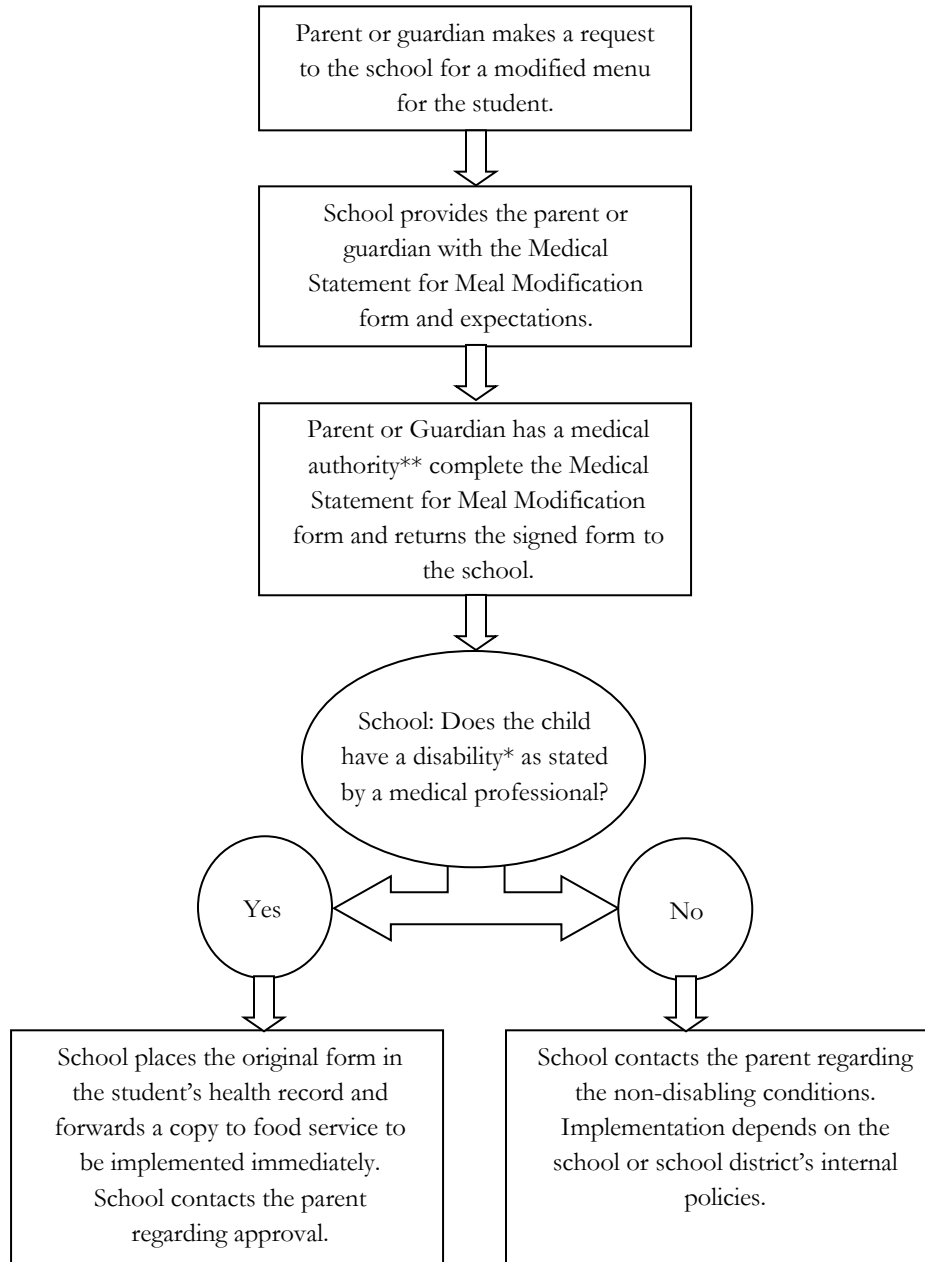 Parent or guardian makes a request
to the school for a modified menu
for the student.
School provides the parent or
guardian with the Medical
Statement for Meal Modification
form and expectations.
Parent or Guardian has a medical
authority** complete the Medical
Statement for Meal Modification
form and returns the signed form to
the school.
School: Does the child
have a disability* as stated
by a medical professional?
Yes
No
School places the original form in
the student’s health record and
forwards a copy to food service to
be implemented immediately.
School contacts the parent
regarding approval.
School contacts the parent regarding
the non-disabling conditions.
Implementation depends on the
school or school district’s internal
policies.